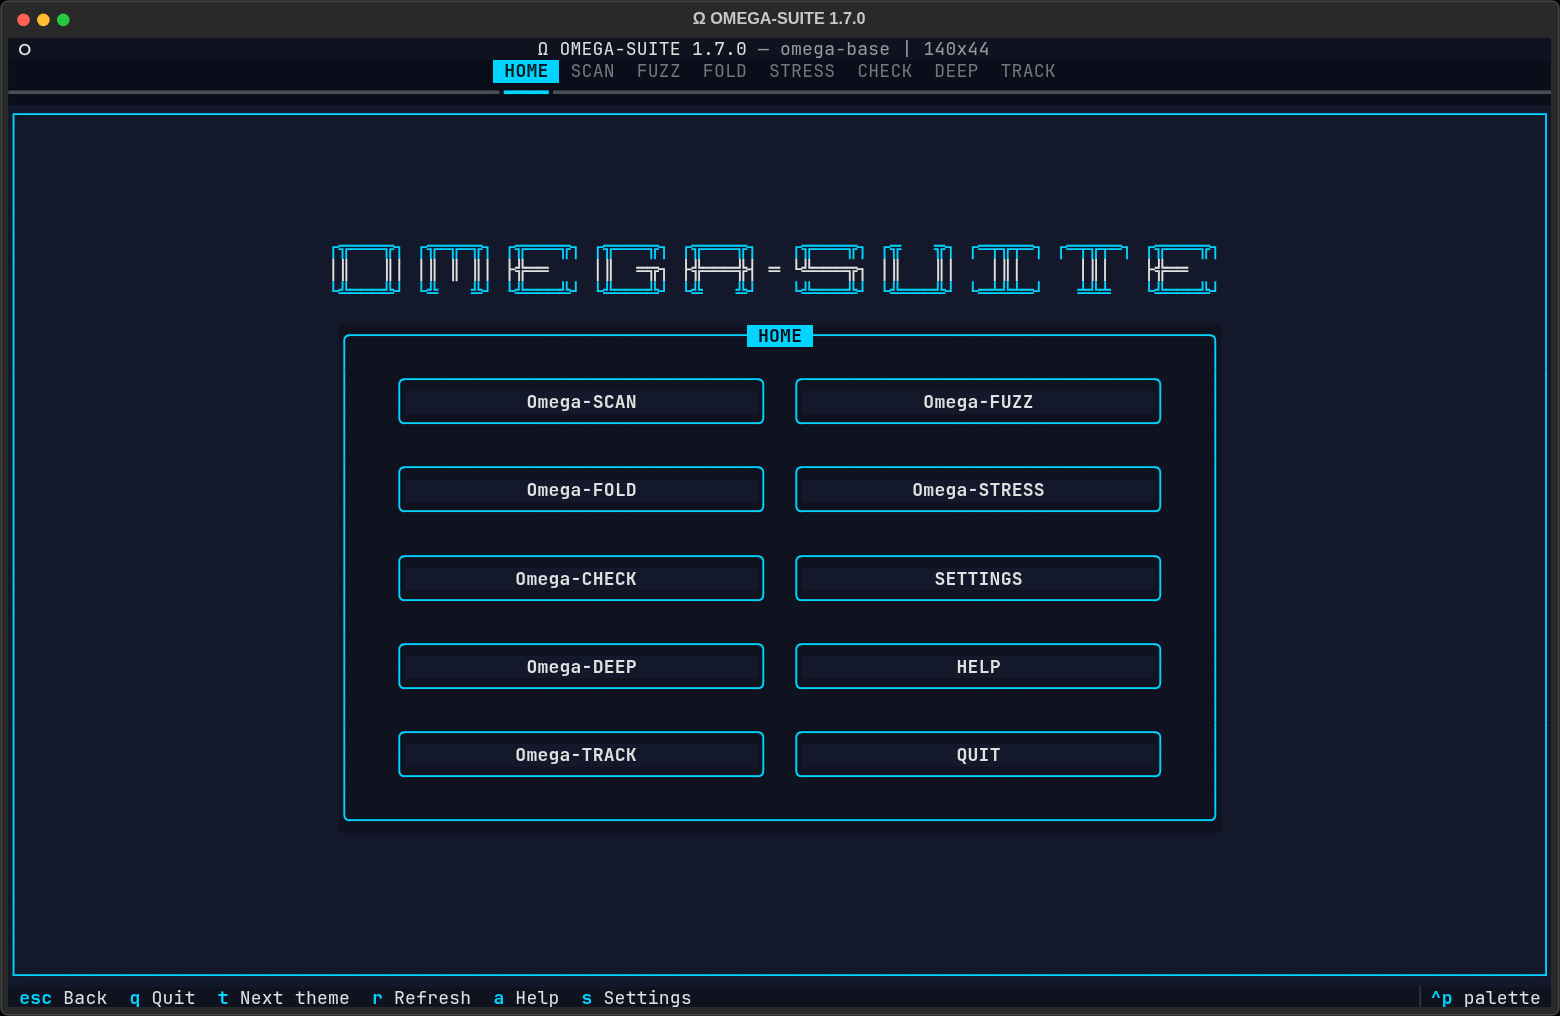 Ω OMEGA-SUITE 1.7.0
Ω OMEGA-SUITE 1.7.0 — omega-base | 140x44
HOME SCAN FUZZ FOLD STRESS CHECK DEEP TRACK
OMEGA-SUITE
HOME
Omega-SCAN Omega-FUZZ
Omega-FOLD Omega-STRESS
Omega-CHECK SETTINGS
Omega-DEEP HELP
Omega-TRACK QUIT
esc Back q Quit t Next theme r Refresh a Help s Settings ^p palette